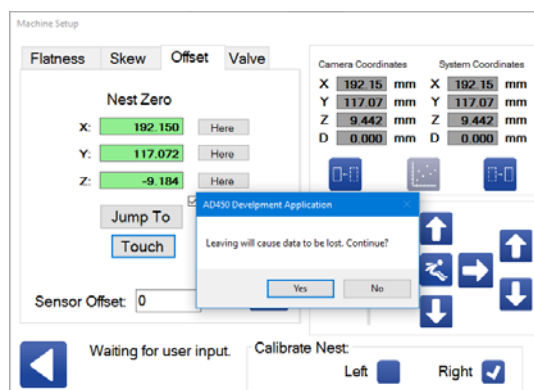 Machine Setup
Flatness Skew Offset Valve
Nest Zero
X: 192.150 Here
Y: 117.072 Here
Z: -9.184 Here
Jump To
Touch
Sensor Offset: 0
Camera Coordinates System Coordinates
X 192.15 mm X 192.15 mm
Y 117.07 mm Y 117.07 mm
Z 9.442 mm Z 9.442 mm
D 0.000 mm D 0.000 mm
AD450 Develpment Application
Leaving will cause data to be lost. Continue?
Yes No
Waiting for user input.
Calibrate Nest:
Left Right